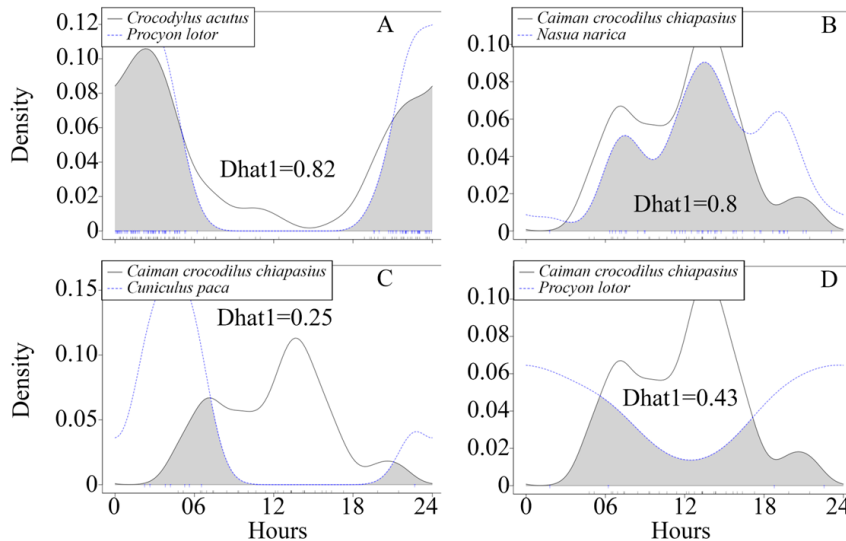 Crocodylus acutus
Procyon lotor
A
0.12
0.10
0.08
0.06
0.04
0.02
0
Density
Dhat1=0.82
Caiman crocodilus chiapasius
Nasua narica
B
0.10
0.08
0.06
0.04
0.02
0
Dhat1=0.8
Caiman crocodilus chiapasius
Cuniculus paca
C
0.15
0.10
0.05
0
Density
Dhat1=0.25
0 06 12 18 24
Hours
Caiman crocodilus chiapasius
Procyon lotor
D
0.10
0.08
0.06
0.04
0.02
0
Dhat1=0.43
0 06 12 18 24
Hours